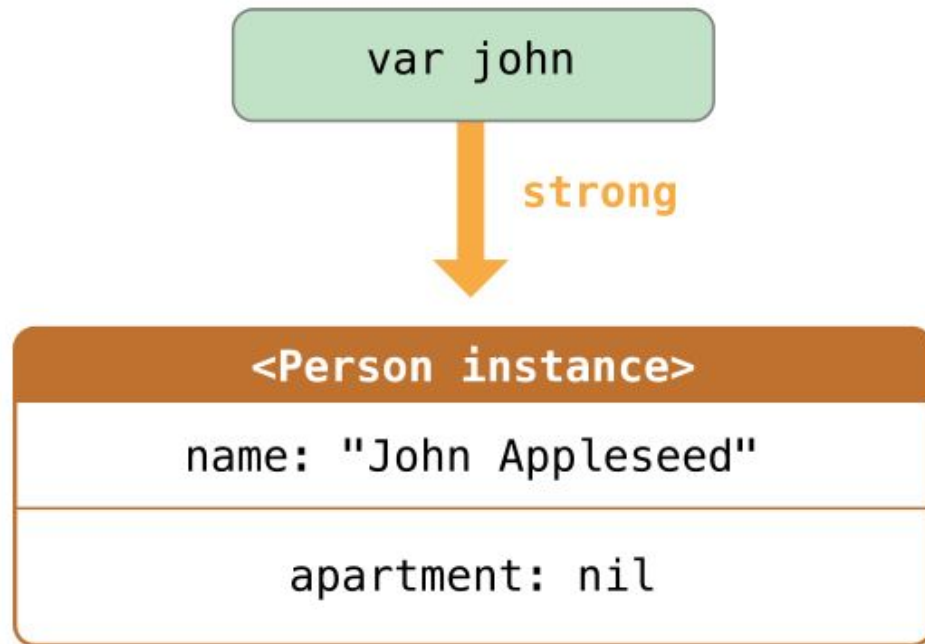 var john
strong
<Person instance>
name: "John Appleseed"
apartment: nil